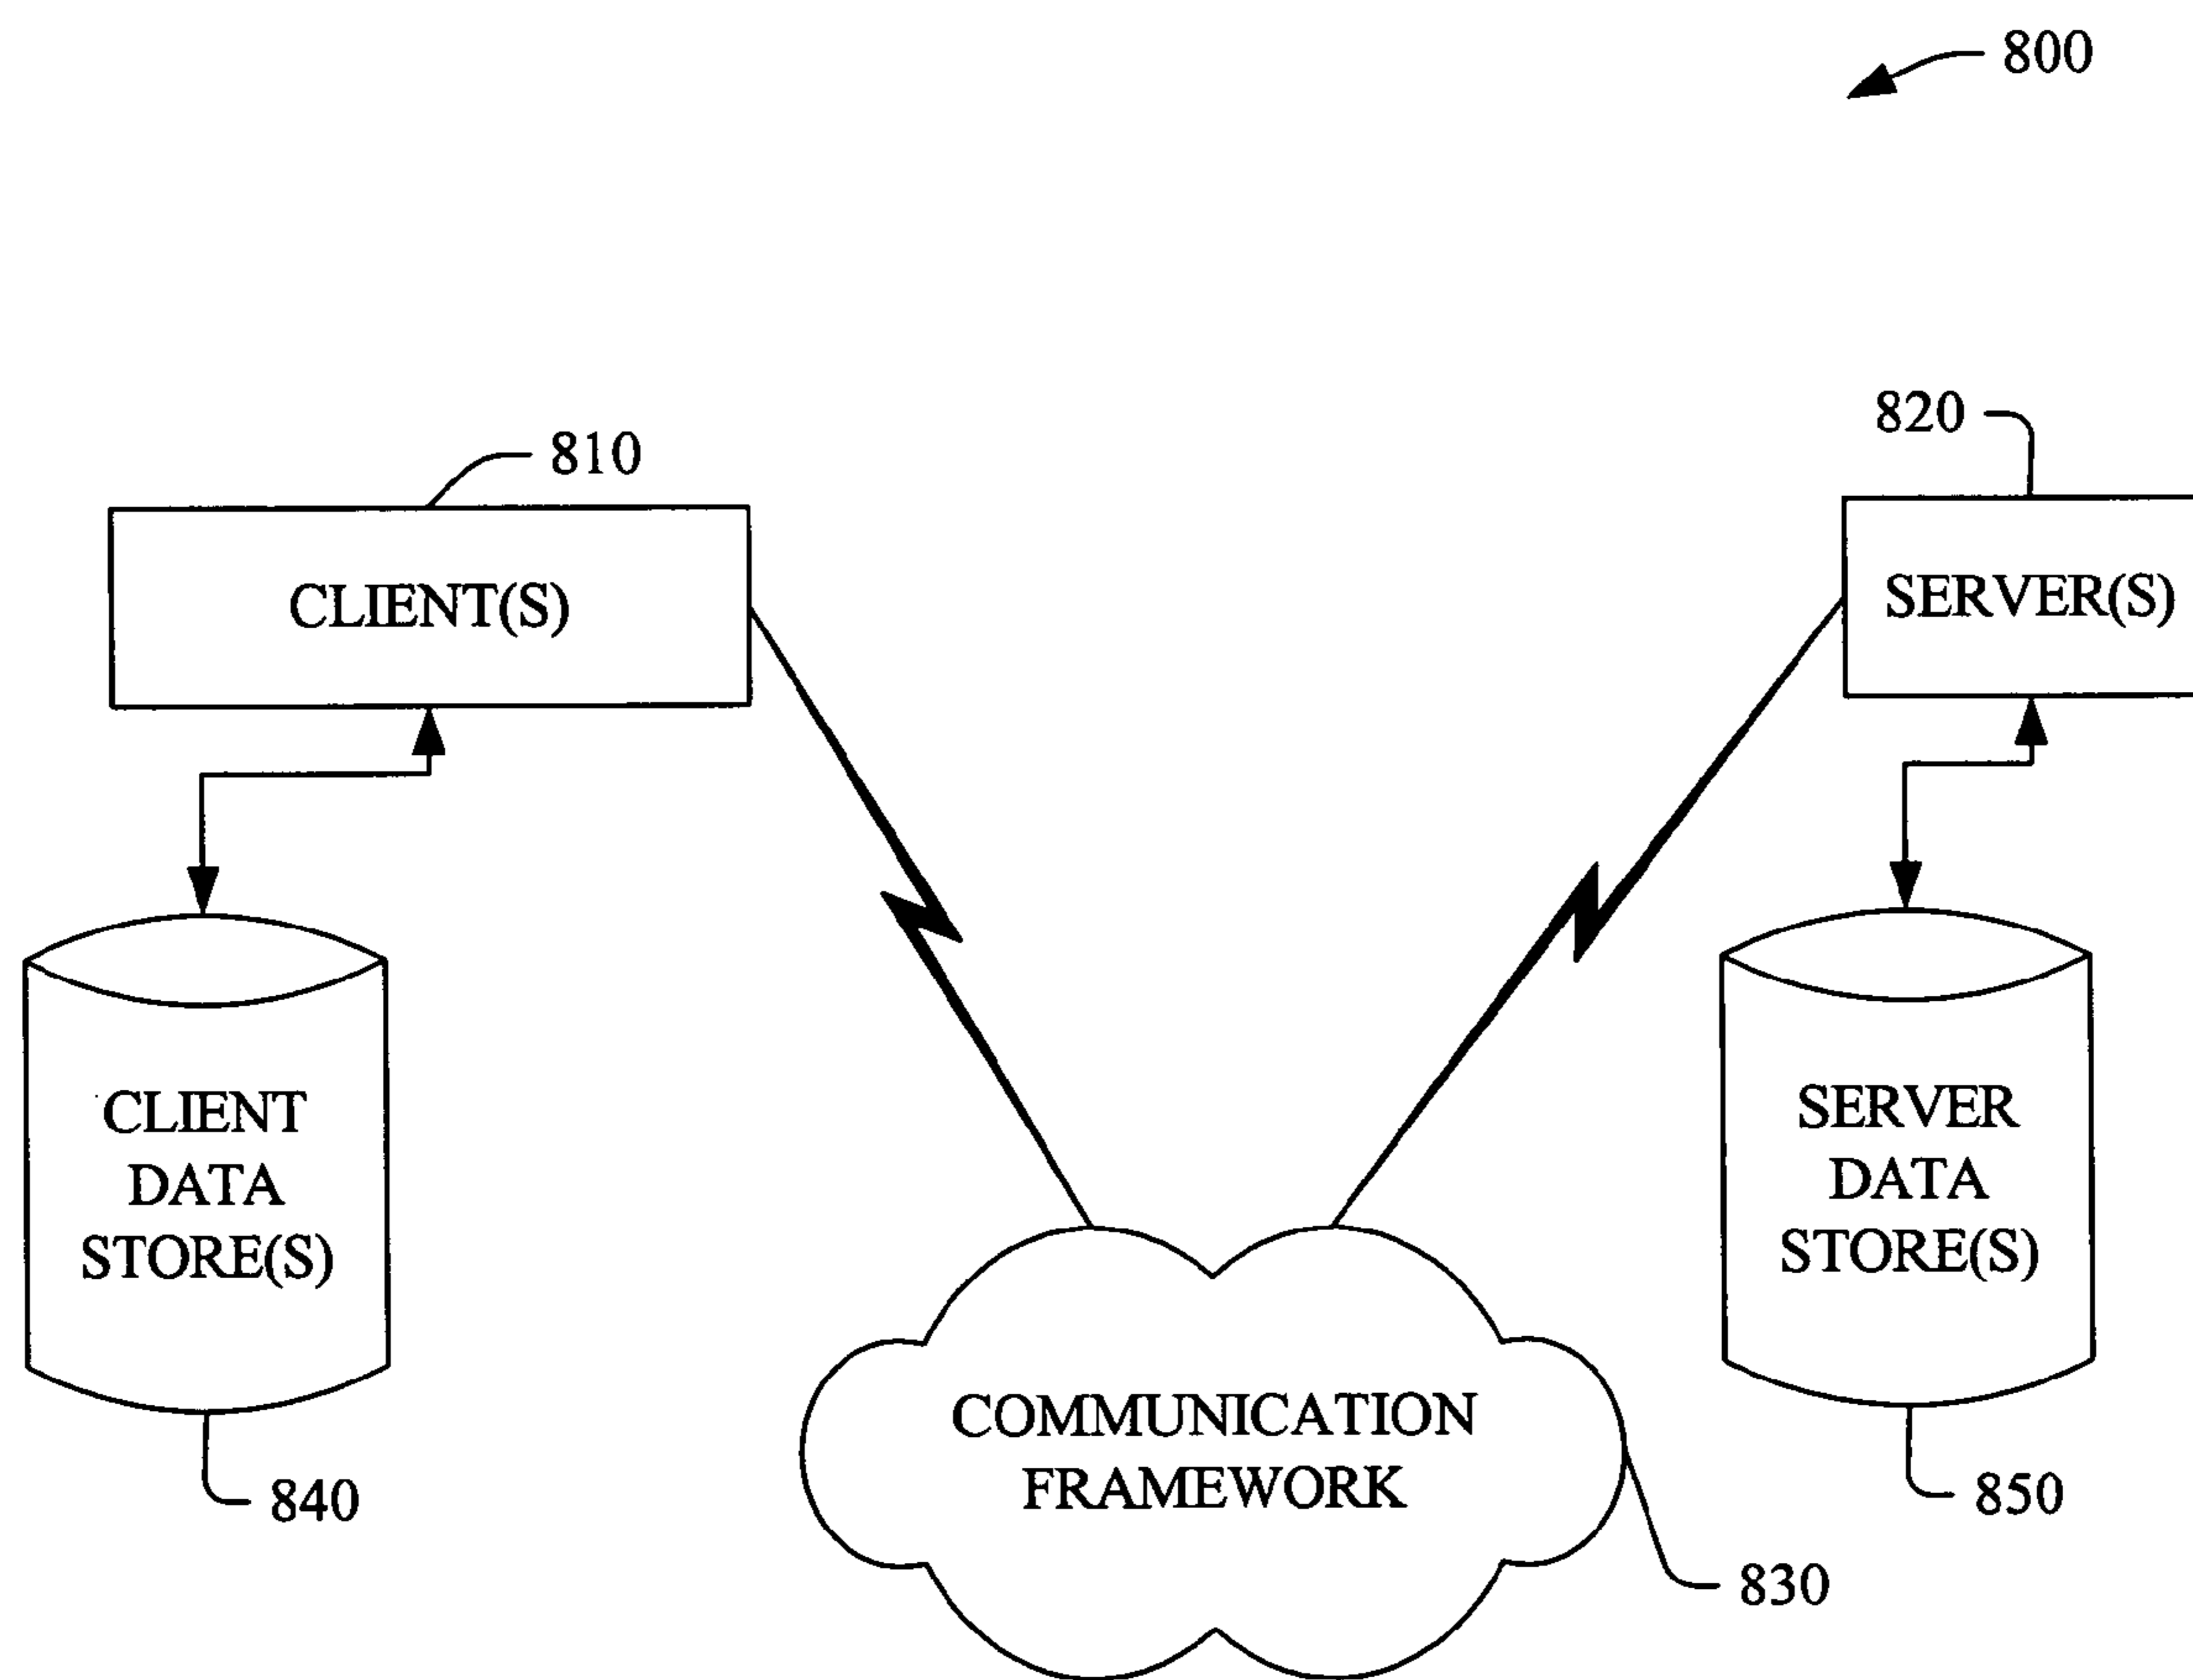 800
810
820
CLIENT(S)
SERVER(S)
CLIENT
DATA
STORE(S)
SERVER
DATA
STORE(S)
COMMUNICATION
FRAMEWORK
840
850
830